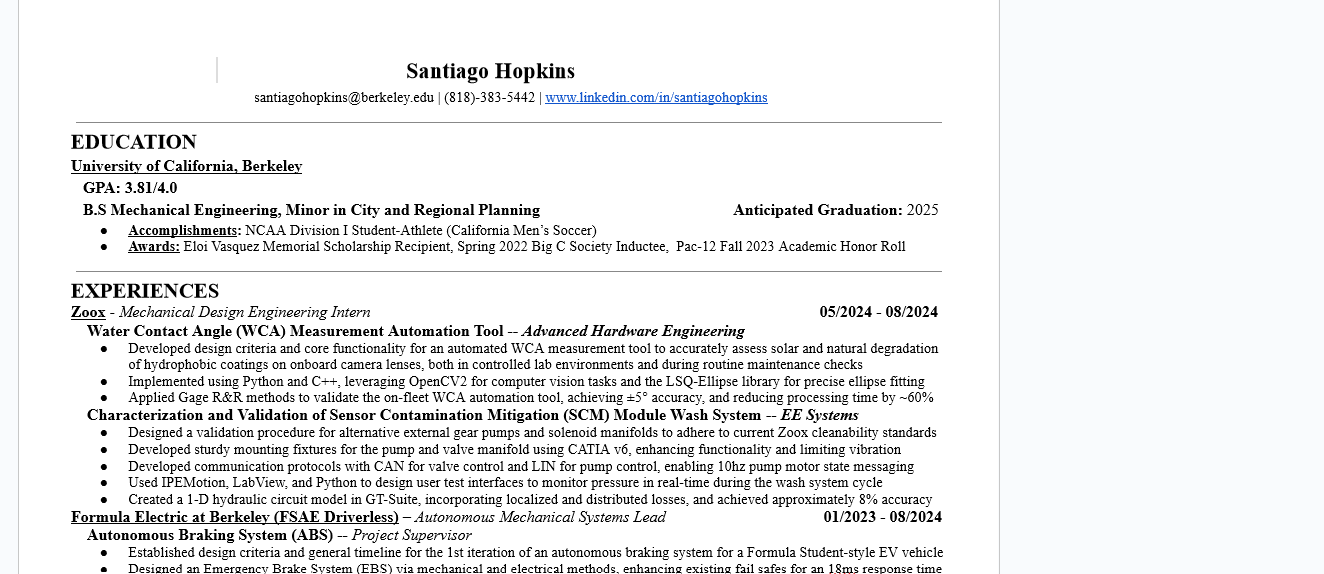 Santiago Hopkins
santiagohopkins@berkeley.edu | (818)-383-5442 | www.linkedin.com/in/santiagohopkins
EDUCATION
University of California, Berkeley
GPA: 3.81/4.0
B.S Mechanical Engineering, Minor in City and Regional Planning Anticipated Graduation: 2025
● Accomplishments: NCAA Division I Student-Athlete (California Men’s Soccer)
● Awards: Eloi Vasquez Memorial Scholarship Recipient, Spring 2022 Big C Society Inductee, Pac-12 Fall 2023 Academic Honor Roll
EXPERIENCES
Zoox - Mechanical Design Engineering Intern 05/2024 - 08/2024
Water Contact Angle (WCA) Measurement Automation Tool -- Advanced Hardware Engineering
● Developed design criteria and core functionality for an automated WCA measurement tool to accurately assess solar and natural degradation
of hydrophobic coatings on onboard camera lenses, both in controlled lab environments and during routine maintenance checks
● Implemented using Python and C++, leveraging OpenCV2 for computer vision tasks and the LSQ-Ellipse library for precise ellipse fitting
● Applied Gage R&R methods to validate the on-fleet WCA automation tool, achieving ±5° accuracy, and reducing processing time by ~60%
Characterization and Validation of Sensor Contamination Mitigation (SCM) Module Wash System -- EE Systems
● Designed a validation procedure for alternative external gear pumps and solenoid manifolds to adhere to current Zoox cleanability standards
● Developed sturdy mounting fixtures for the pump and valve manifold using CATIA v6, enhancing functionality and limiting vibration
● Developed communication protocols with CAN for valve control and LIN for pump control, enabling 10hz pump motor state messaging
● Used IPEMotion, LabView, and Python to design user test interfaces to monitor pressure in real-time during the wash system cycle
● Created a 1-D hydraulic circuit model in GT-Suite, incorporating localized and distributed losses, and achieved approximately 8% accuracy
Formula Electric at Berkeley (FSAE Driverless) – Autonomous Mechanical Systems Lead 01/2023 - 08/2024
Autonomous Braking System (ABS) -- Project Supervisor
● Established design criteria and general timeline for the 1st iteration of an autonomous braking system for a Formula Student-style EV vehicle
● Designed an Emergency Brake System (EBS) via mechanical and electrical methods, enhancing existing fail safes for an 18ms response time